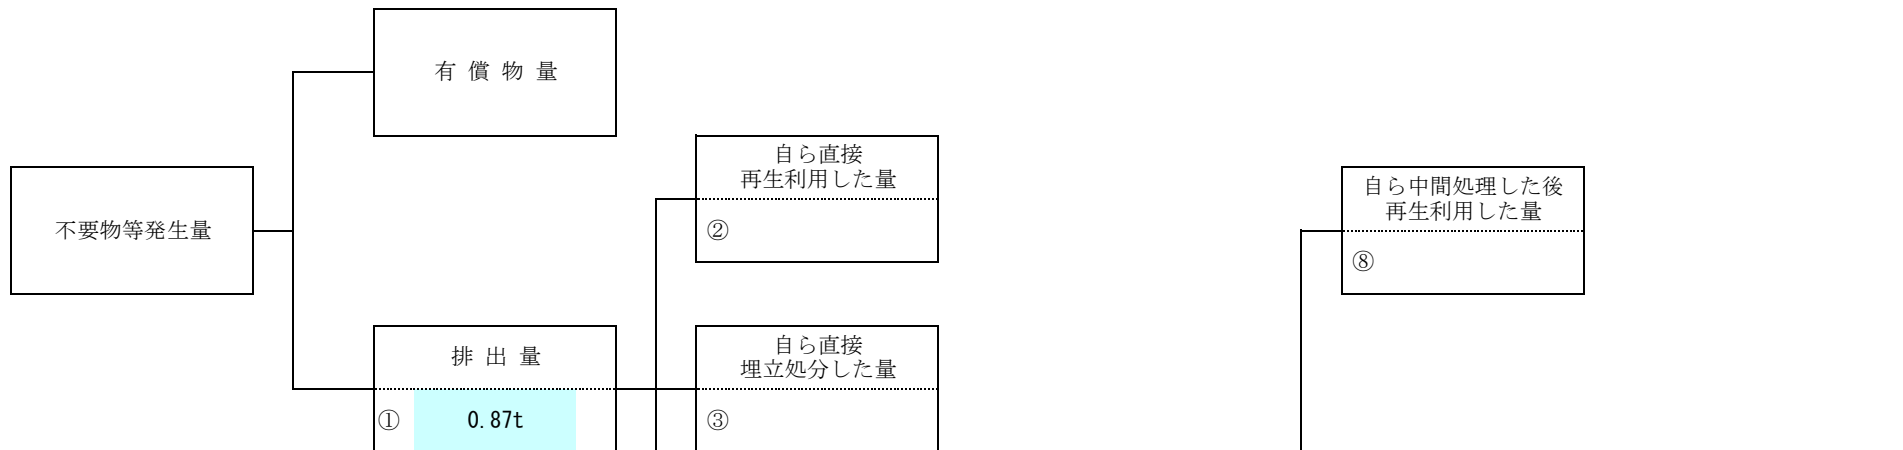 有 償 物 量
自ら直接
再生利用した量
②
自ら中間処理した後
再生利用した量
⑧
不要物等発生量
排 出 量
① 0.87t
自ら直接
埋立処分した量
③